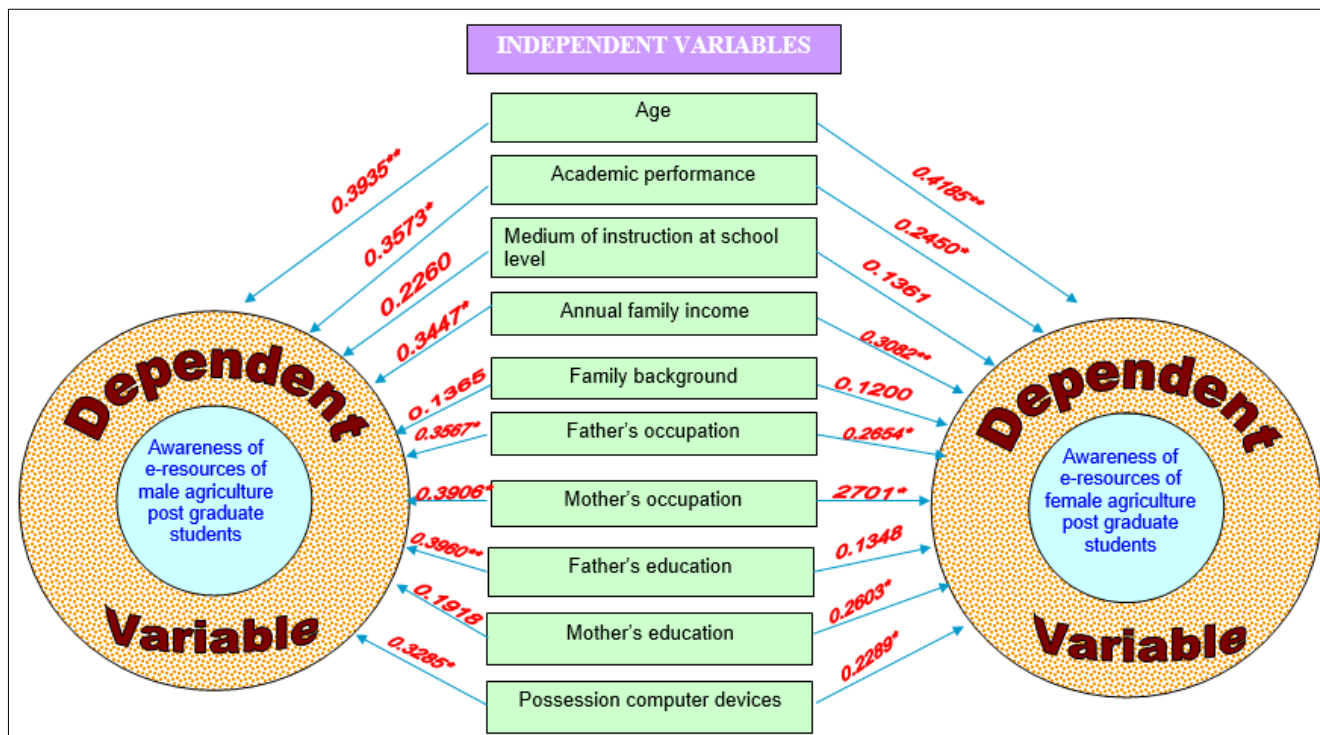 INDEPENDENT VARIABLES
Age
0.3935**
0.4185**
Academic performance
0.3573*
0.2450*
Medium of instruction at school
level
0.2260
0.1361
Annual family income
0.3447*
0.3082**
Family background
0.1365
0.1200
Father's occupation
0.3567*
0.2654*
Mother's occupation
0.3906*
2701*
Father's education
0.3960**
0.1348
Mother's education
0.1918
0.2603*
Possession computer devices
0.3285*
0.2289*
Dependent
Awareness of
e-resources of
male agriculture
post graduate
students
Variable
Dependent
Awareness of
e-resources of
female agriculture
post graduate
students
Variable